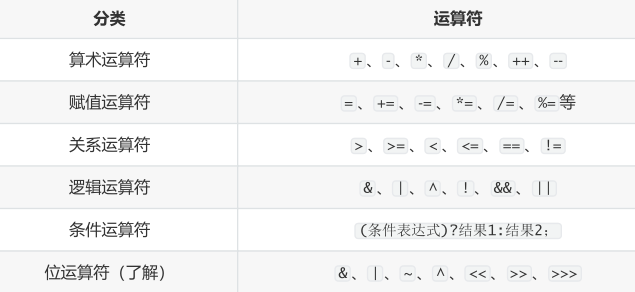 分类 运算符
算术运算符 +、-、*、/、%、++、--
赋值运算符 =、+=、-=、*=、/=、%=等
关系运算符 >、>=、<、<=、==、!=
逻辑运算符 &、|、^、!、&&、||
条件运算符 (条件表达式)?结果1:结果2;
位运算符（了解） &、|、~、^、<<、>>、>>>